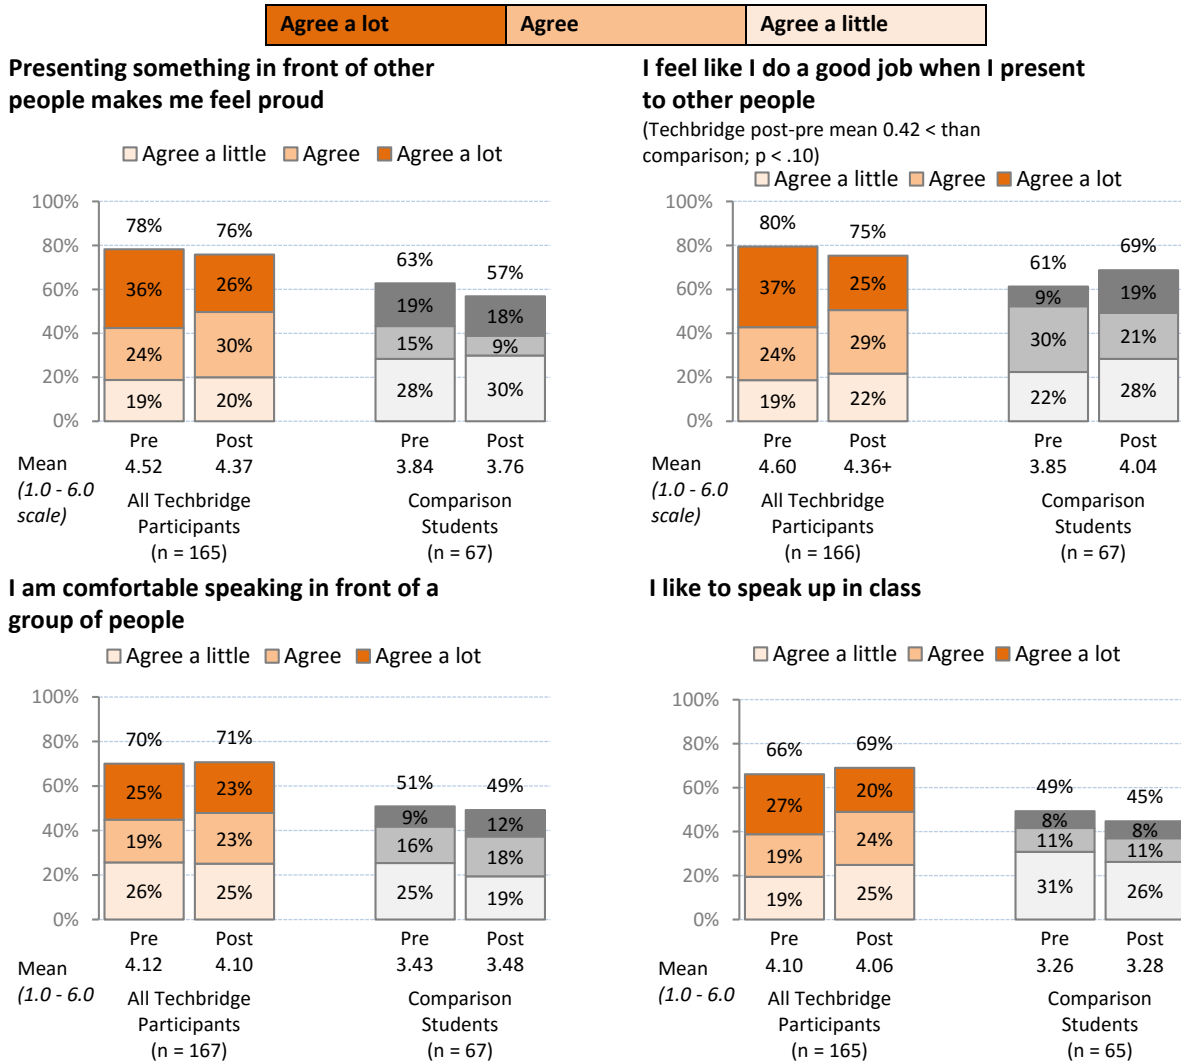 Agree a lot Agree Agree a little
Presenting something in front of other
people makes me feel proud
Agree a little Agree Agree a lot
100%
80%
60%
40%
20%
0%
78%
36%
24%
19%
76%
26%
30%
20%
63%
19%
15%
28%
57%
18%
9%
30%
Pre Post Pre Post
Mean 4.52 4.37 3.84 3.76
(1.0 - 6.0
scale)
All Techbridge
Participants
(n = 165)
Comparison
Students
(n = 67)
I feel like I do a good job when I present
to other people
(Techbridge post-pre mean 0.42 < than
comparison; p < .10)
Agree a little Agree Agree a lot
100%
80%
60%
40%
20%
0%
80%
37%
24%
19%
75%
25%
29%
22%
61%
9%
30%
22%
69%
19%
21%
28%
Pre Post Pre Post
Mean 4.60 4.36+ 3.85 4.04
(1.0 - 6.0
scale)
All Techbridge
Participants
(n = 166)
Comparison
Students
(n = 67)
I am comfortable speaking in front of a
group of people
Agree a little Agree Agree a lot
100%
80%
60%
40%
20%
0%
70%
25%
19%
26%
71%
23%
23%
25%
51%
9%
16%
25%
49%
12%
18%
19%
Pre Post Pre Post
Mean 4.12 4.10 3.43 3.48
(1.0 - 6.0
All Techbridge
Participants
(n = 167)
Comparison
Students
(n = 67)
I like to speak up in class
Agree a little Agree Agree a lot
100%
80%
60%
40%
20%
0%
66%
27%
19%
19%
69%
20%
24%
25%
49%
8%
11%
31%
45%
8%
11%
26%
Pre Post Pre Post
Mean 4.10 4.06 3.26 3.28
(1.0 - 6.0
All Techbridge
Participants
(n = 165)
Comparison
Students
(n = 65)